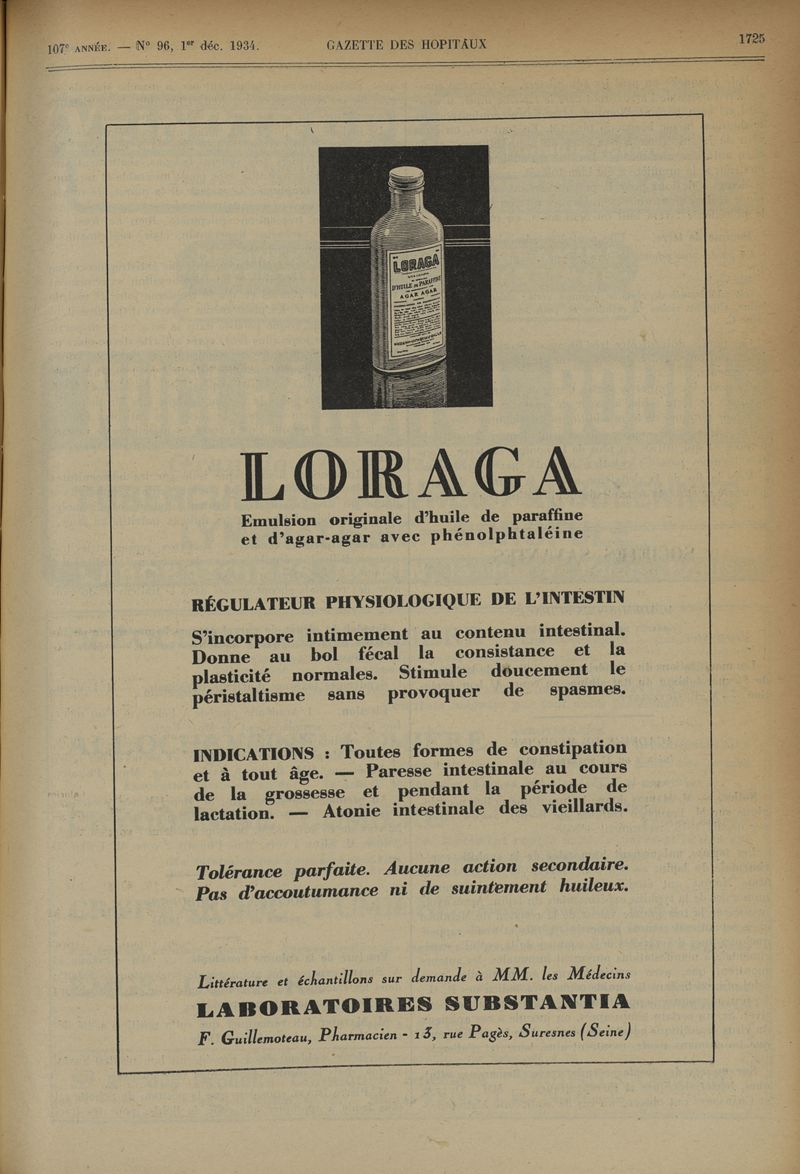 107e ANNÉE. — No 96, 1er déc. 1934. GAZETTE DES HOPITAUX 1725
LORAGA
D'HUILE DE PARAFFINE
AGAR AGAR
LORAGA
Emulsion originale d'huile de paraffine
et d'agar-agar avec phénolphtaléine
RÉGULATEUR PHYSIOLOGIQUE DE L'INTESTIN
S'incorpore intimement au contenu intestinal.
Donne au bol fécal la consistance et la
plasticité normales. Stimule doucement le
péristaltisme sans provoquer de spasmes.
INDICATIONS : Toutes formes de constipation
et à tout âge. — Paresse intestinale au cours
de la grossesse et pendant la période de
lactation. — Atonie intestinale des vieillards.
Tolérance parfaite. Aucune action secondaire.
Pas d'accoutumance ni de suintement huileux.
Littérature et échantillons sur demande à MM. les Médecins
LABORATOIRES SUBSTANTIA
F. Guillemoteau, Pharmacien - 13, rue Pagès, Suresnes (Seine)